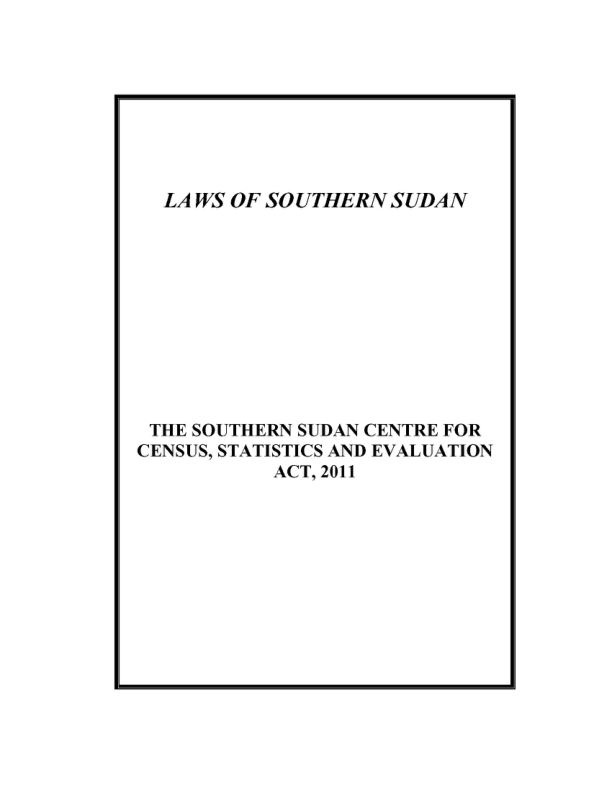 LAWS OF SOUTHERN SUDAN
THE SOUTHERN SUDAN CENTRE FOR
CENSUS, STATISTICS AND EVALUATION
ACT, 2011